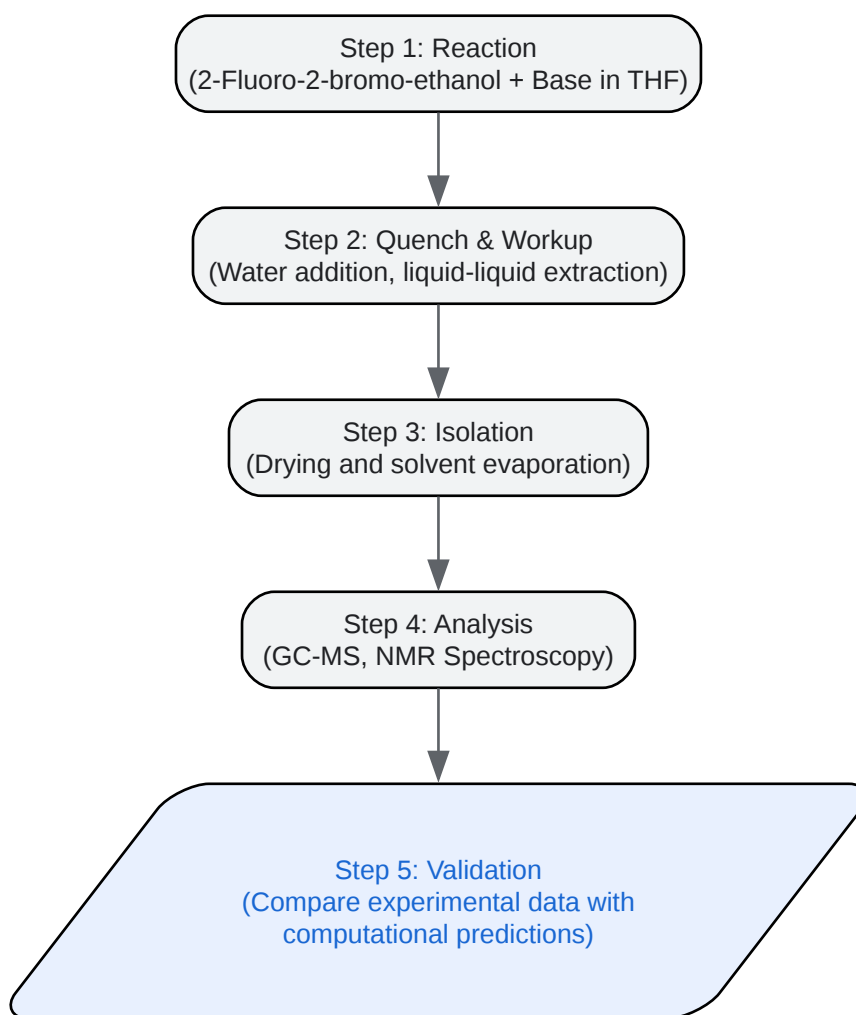 Step 1: Reaction
(2-Fluoro-2-bromo-ethanol + Base in THF)
Step 2: Quench & Workup
(Water addition, liquid-liquid extraction)
Step 3: Isolation
(Drying and solvent evaporation)
Step 4: Analysis
(GC-MS, NMR Spectroscopy)
Step 5: Validation
(Compare experimental data with
computational predictions)